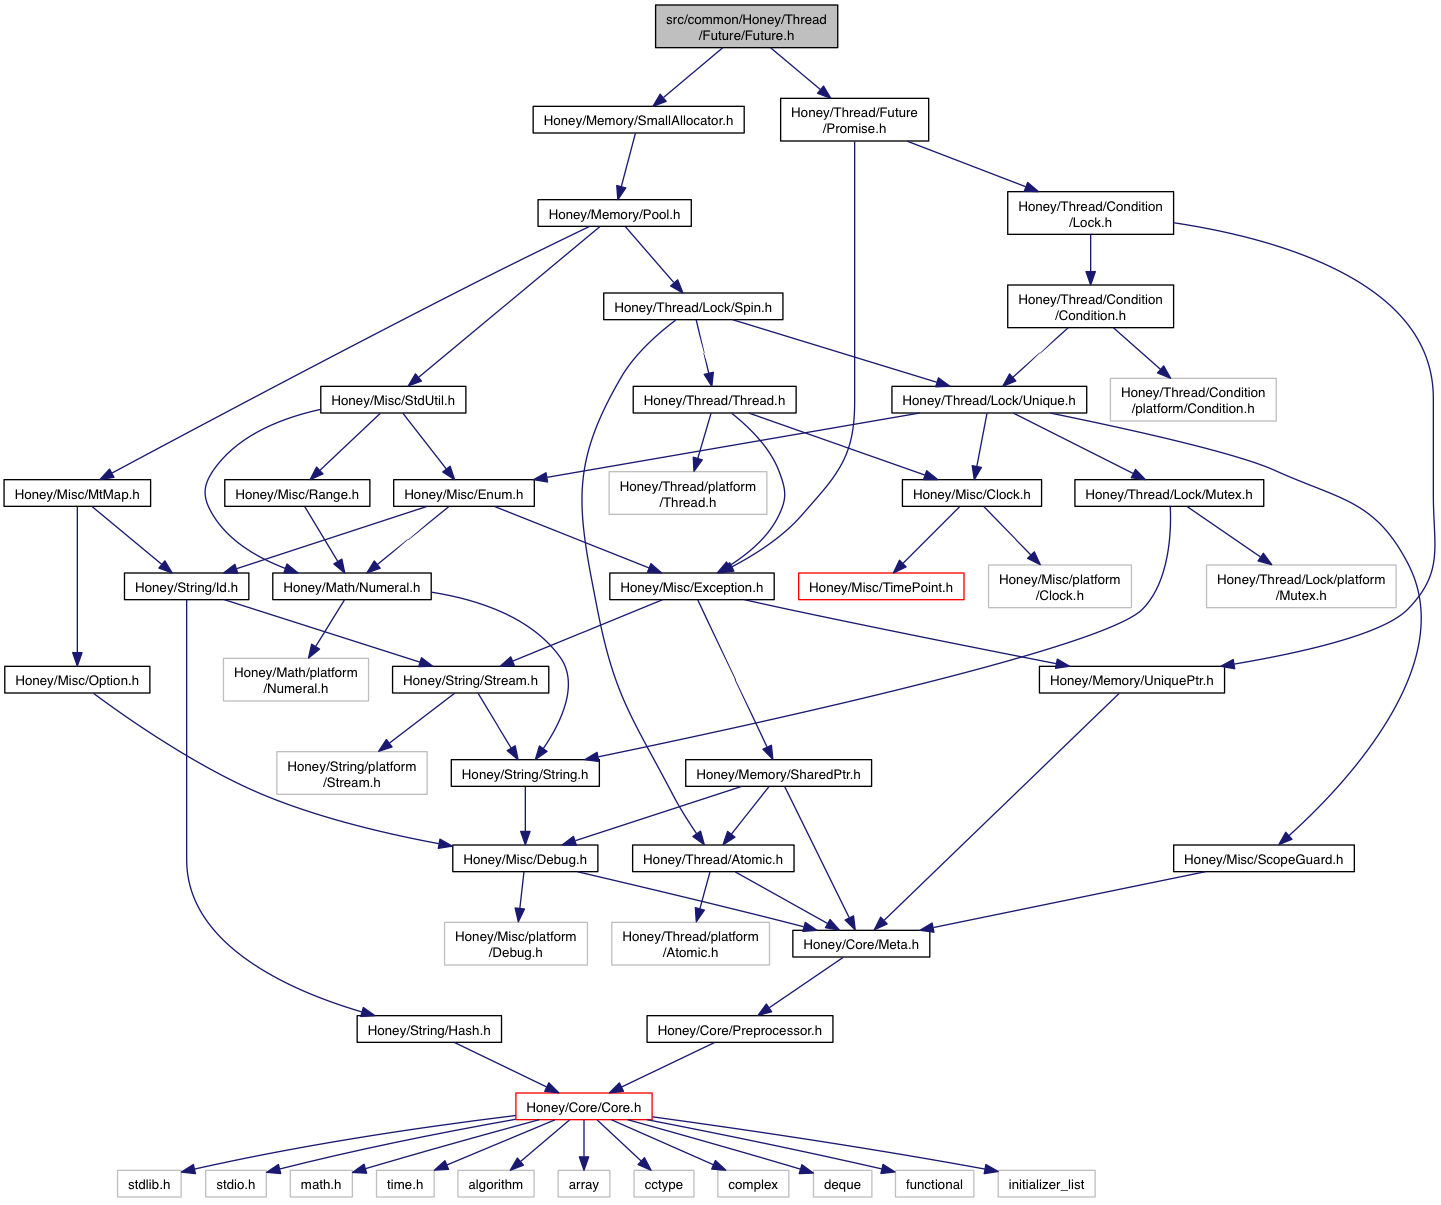 src/common/Honey/Thread
/Future/Future.h
Honey/Memory/SmallAllocator.h
Honey/Thread/Future
/Promise.h
Honey/Memory/Pool.h
Honey/Thread/Condition
/Lock.h
Honey/Thread/Lock/Spin.h
Honey/Thread/Condition
/Condition.h
Honey/Misc/StdUtil.h
Honey/Thread/Thread.h
Honey/Thread/Lock/Unique.h
Honey/Thread/Condition
/platform/Condition.h
Honey/Misc/MtMap.h
Honey/Misc/Range.h
Honey/Misc/Enum.h
Honey/Thread/platform
/Thread.h
Honey/Misc/Clock.h
Honey/Thread/Lock/Mutex.h
Honey/String/Id.h
Honey/Math/Numeral.h
Honey/Misc/Exception.h
Honey/Misc/TimePoint.h
Honey/Misc/platform
/Clock.h
Honey/Thread/Lock/platform
/Mutex.h
Honey/Misc/Option.h
Honey/Math/platform
/Numeral.h
Honey/String/Stream.h
Honey/Memory/UniquePtr.h
Honey/String/platform
/Stream.h
Honey/String/String.h
Honey/Memory/SharedPtr.h
Honey/Misc/Debug.h
Honey/Thread/Atomic.h
Honey/Misc/ScopeGuard.h
Honey/Misc/platform
/Debug.h
Honey/Thread/platform
/Atomic.h
Honey/Core/Meta.h
Honey/String/Hash.h
Honey/Core/Preprocessor.h
Honey/Core/Core.h
stdlib.h
stdio.h
math.h
time.h
algorithm
array
cctype
complex
deque
functional
initializer_list